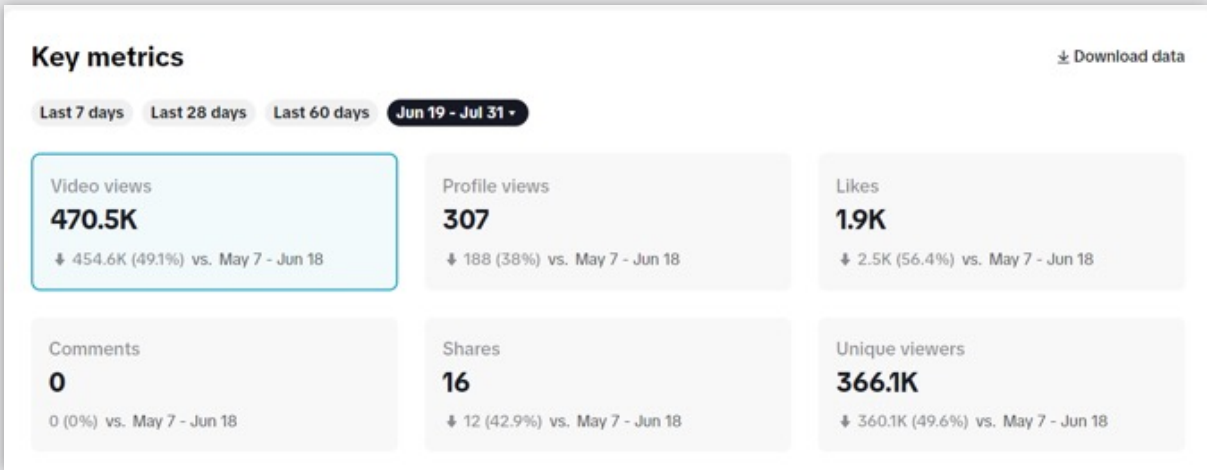 Key metrics
Download data
Last 7 days Last 28 days Last 60 days Jun 19 - Jul 31
Video views
470.5K
454.6K (49.1%) vs. May 7 - Jun 18
Profile views
307
188 (38%) vs. May 7 - Jun 18
Likes
1.9K
2.5K (56.4%) vs. May 7 - Jun 18
Comments
0
0 (0%) vs. May 7 - Jun 18
Shares
16
12 (42.9%) vs. May 7 - Jun 18
Unique viewers
366.1K
360.1K (49.6%) vs. May 7 - Jun 18